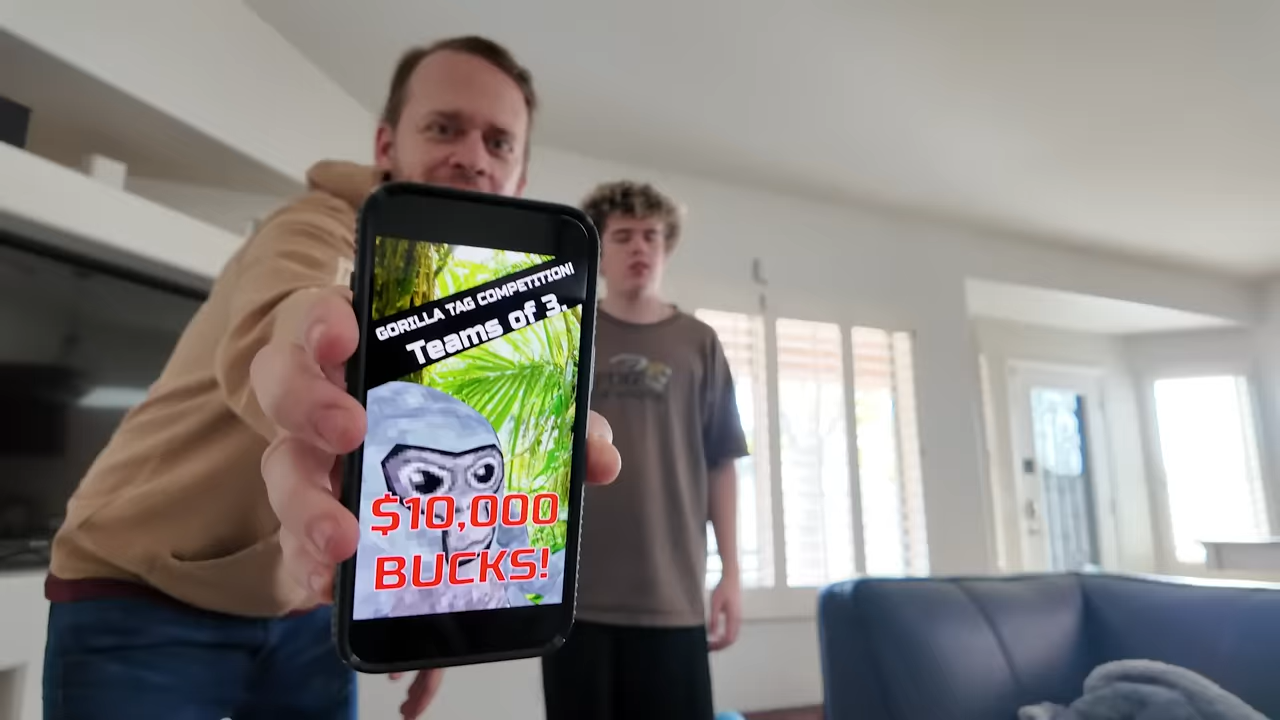 GORILLA TAG COMPETITION!
Teams of 3.
$10,000
BUCKS!